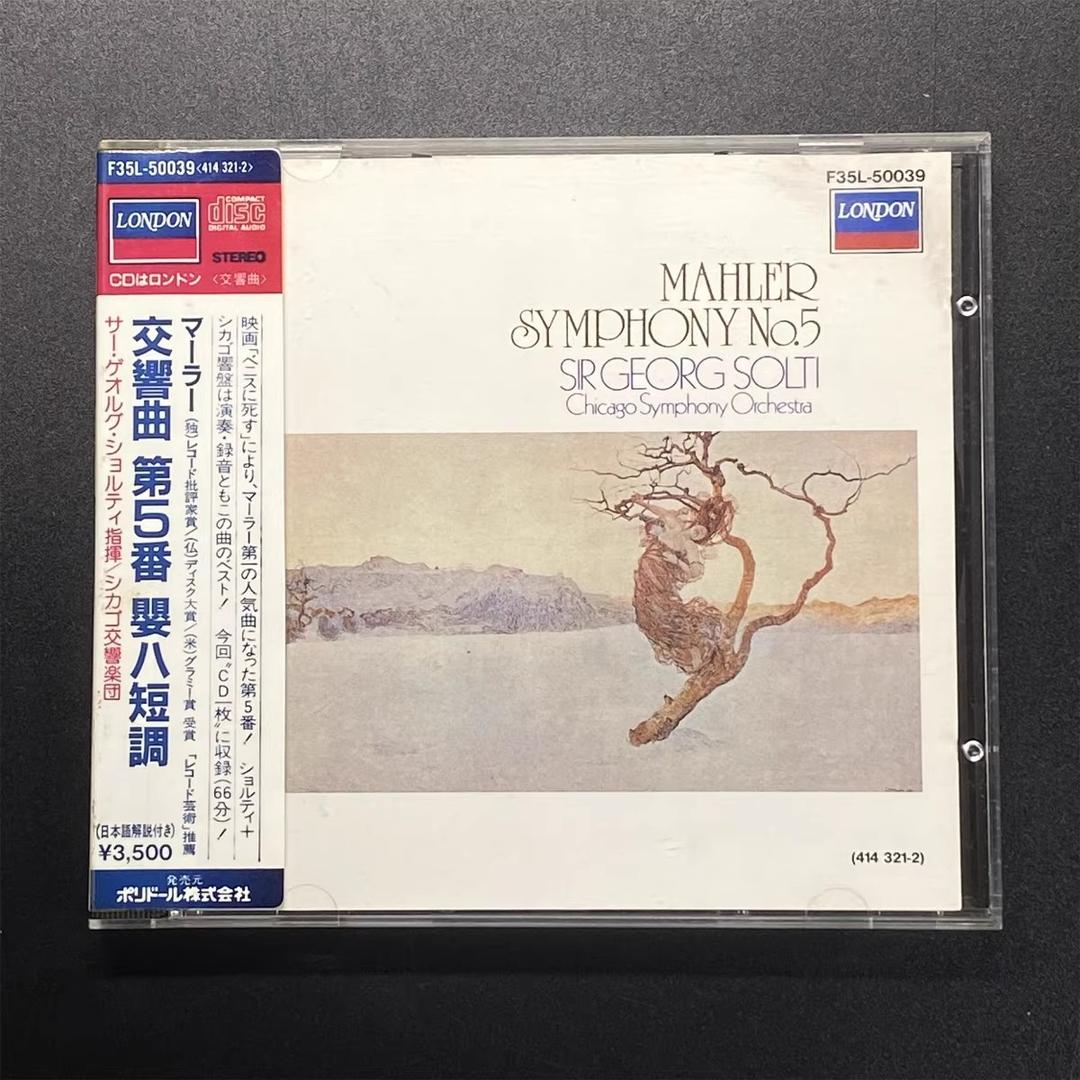 F35L-50039<414 321-2>
LONDON
COMPACT
disc
DIGITAL AUDIO
STEREO
CDはロンドン
〈交響曲〉
映画「ベニスに死す」により、マーラー第一の人気曲になった第5番! ショルティ+
シカゴ響盤は演奏・録音ともこの曲のベスト! 今回“CD一枚”に収録(66分)!
マーラー (独)レコード批評家賞/(仏)ディスク大賞/(米)グラミー賞 受賞 「レコード芸術」推薦
交響曲 第5番 嬰ハ短調
サー・ゲオルグ・ショルティ指揮/シカゴ交響楽団
(日本語解説付き)
¥3,500
発売元
ポリドール株式会社
F35L-50039
LONDON
MAHLER
SYMPHONY No.5
SIR GEORG SOLTI
Chicago Symphony Orchestra
(414 321-2)